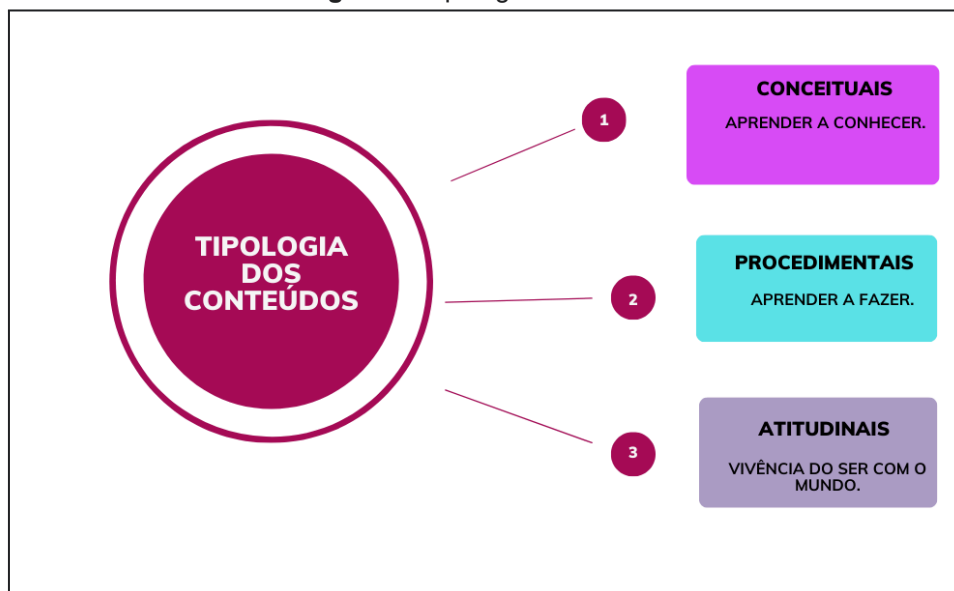 TIPOLOGIA
DOS
CONTEÚDOS
1
CONCEITUAIS
APRENDER A CONHECER.
2
PROCEDIMENTAIS
APRENDER A FAZER.
3
ATITUDINAIS
VIVÊNCIA DO SER COM O
MUNDO.